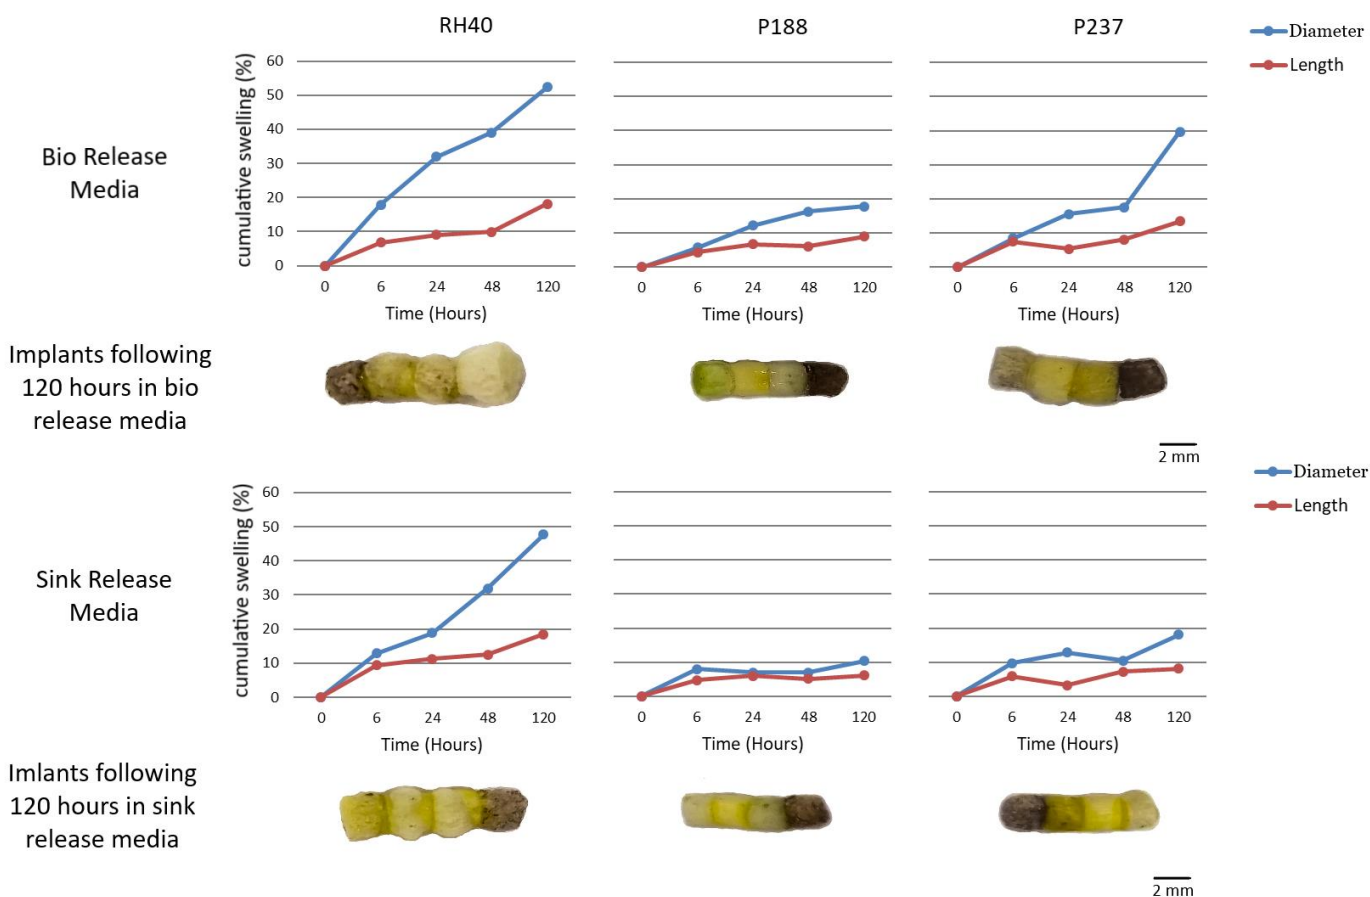 RH40
P188
P237
Diameter
Length
Bio Release
Media
cumulative swelling (%)
60
50
40
30
20
10
0
0 6 24 48 120
Time (Hours)
0 6 24 48 120
Time (Hours)
0 6 24 48 120
Time (Hours)
Implants following
120 hours in bio
release media
2 mm
Diameter
Length
Sink Release
Media
cumulative swelling (%)
60
50
40
30
20
10
0
0 6 24 48 120
Time (Hours)
0 6 24 48 120
Time (Hours)
0 6 24 48 120
Time (Hours)
Imlants following
120 hours in sink
release media
2 mm